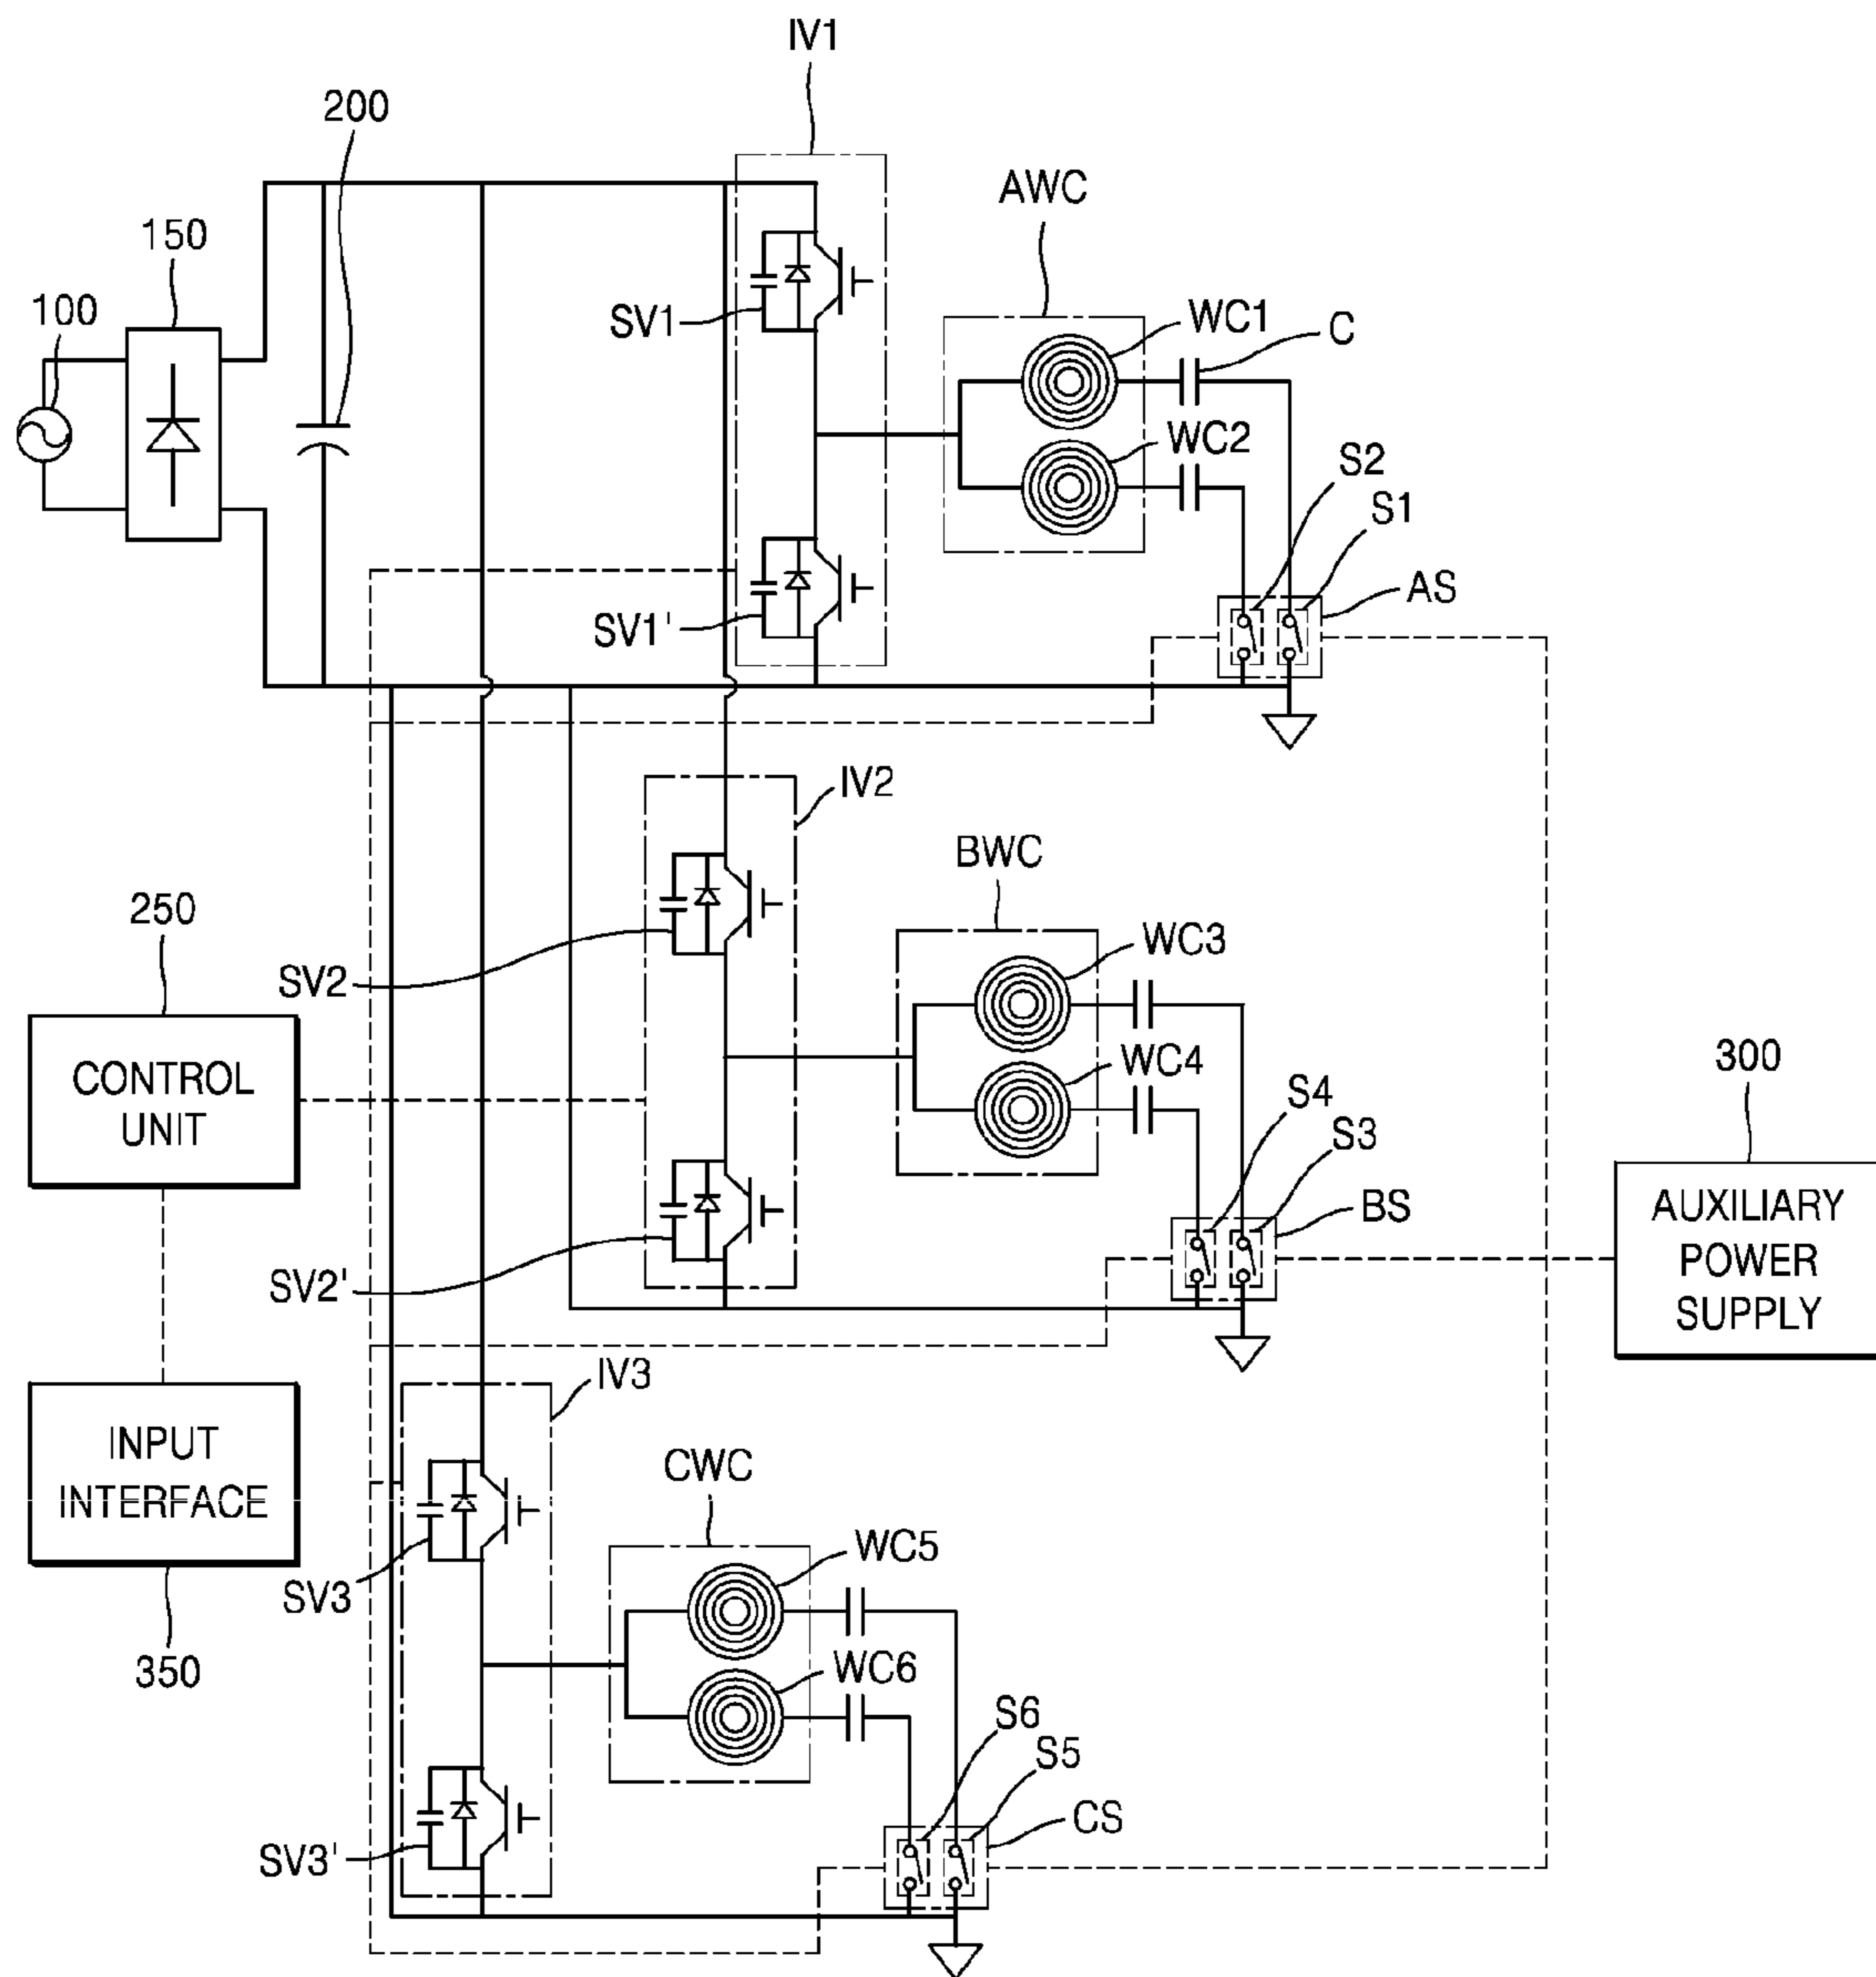 IV1
200
AWC
150
100
SV1
WC1
C
WC2
S2
S1
AS
SV1'
IV2
BWC
250
WC3
SV2
CONTROL
UNIT
WC4
300
S4
S3
AUXILIARY
POWER
SUPPLY
BS
SV2'
IV3
INPUT
INTERFACE
CWC
WC5
SV3
350
WC6
S6
S5
CS
SV3'